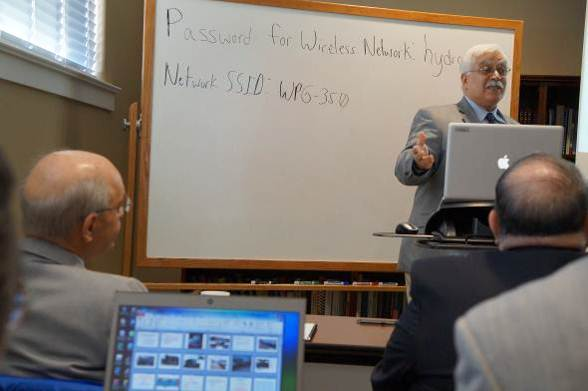 Password for Wireless Network: hydro
Network SSID: WPG-350